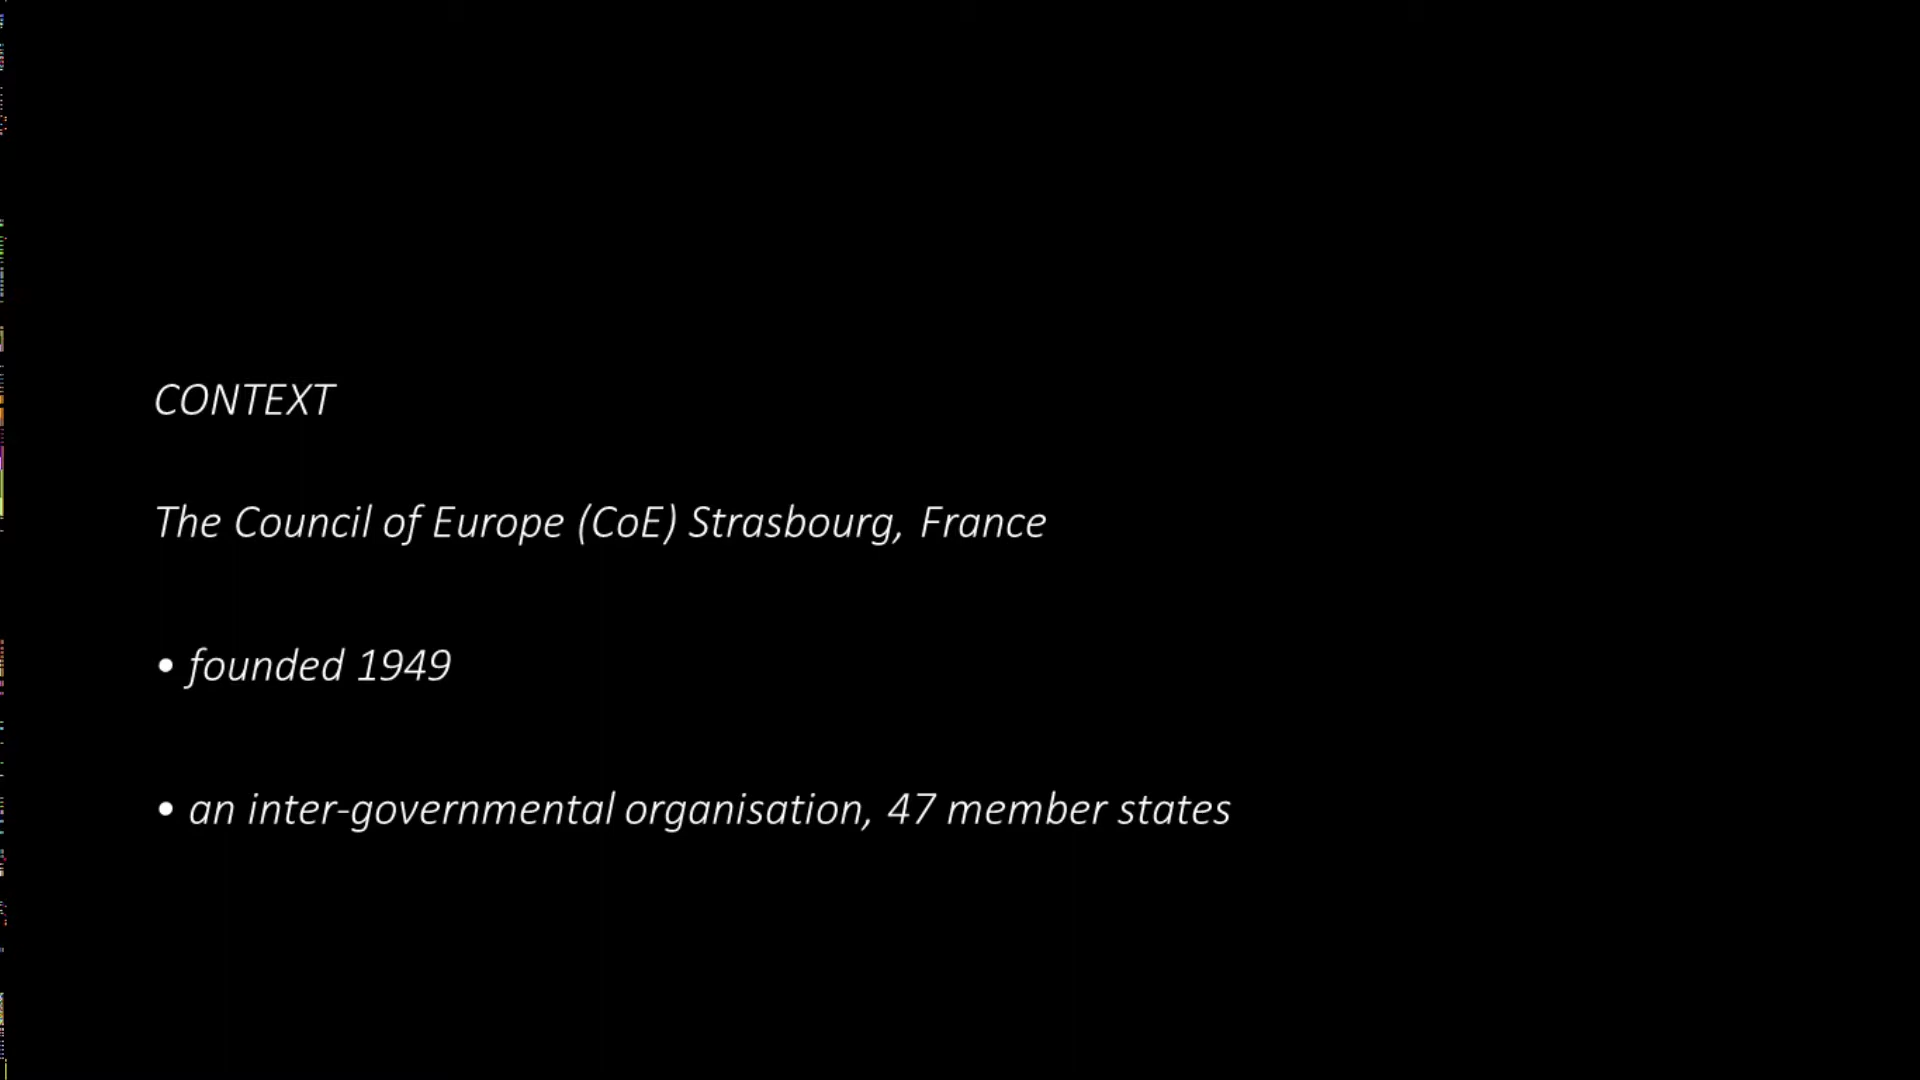 CONTEXT
The Council of Europe (CoE) Strasbourg, France
• founded 1949
• an inter-governmental organisation, 47 member states